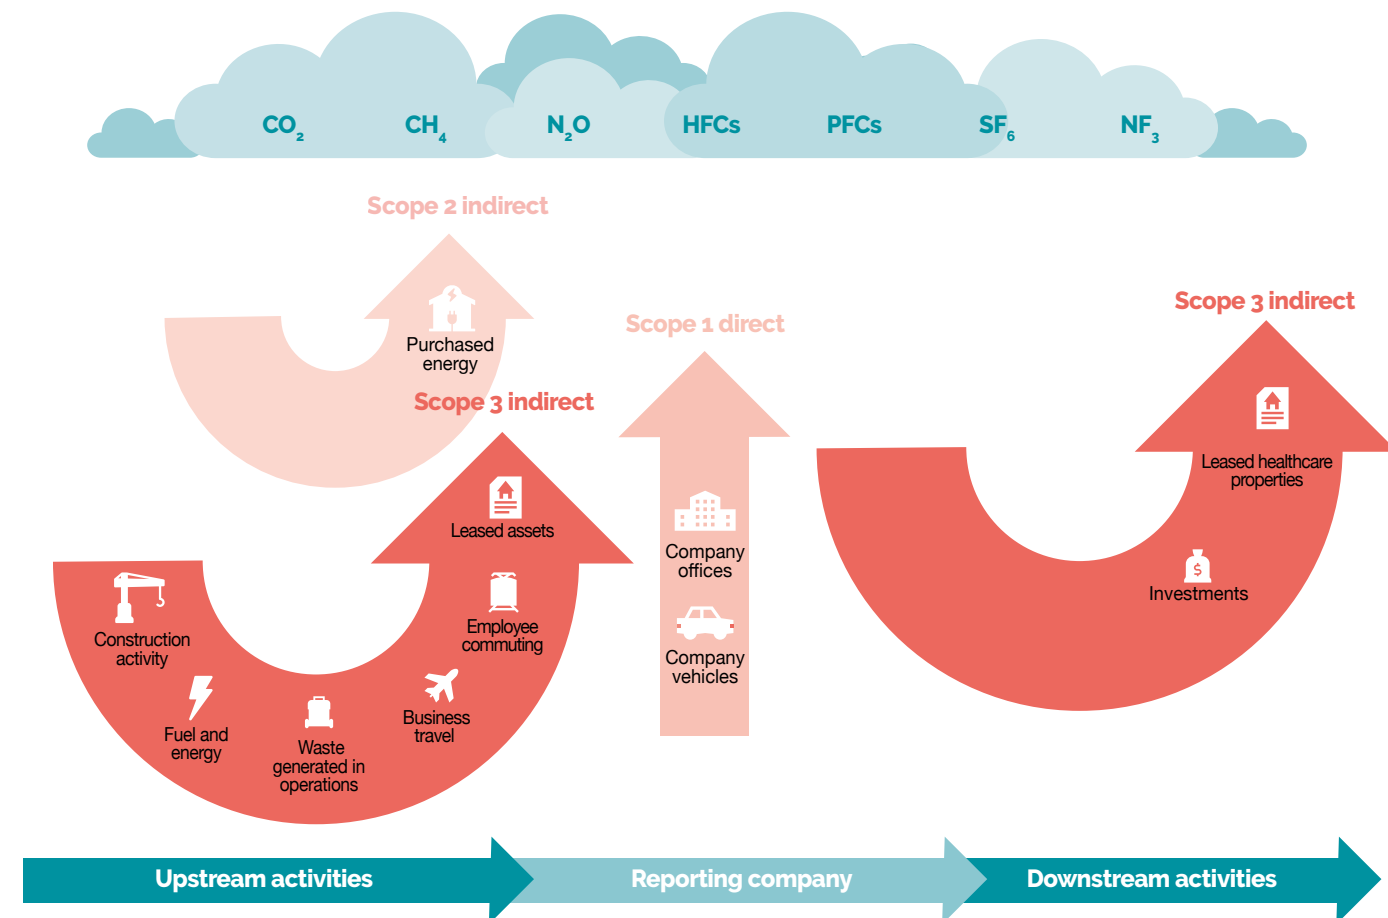 CO₂ CH₄ N₂O HFCs PFCs SF₆ NF₃
Scope 2 indirect
Purchased
energy
Scope 3 indirect
Leased assets
Employee
commuting
Business
travel
Waste
generated in
operations
Fuel and
energy
Construction
activity
Scope 1 direct
Company
offices
Company
vehicles
Scope 3 indirect
Leased healthcare
properties
Investments
$
Upstream activities
Reporting company
Downstream activities